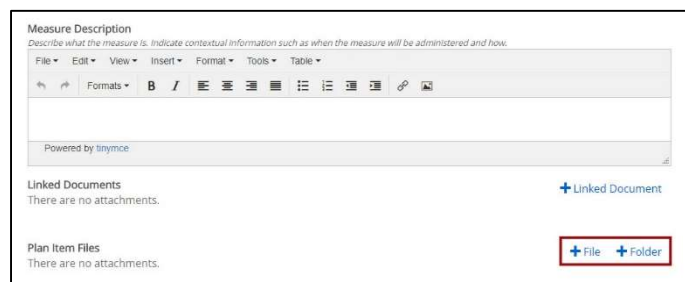 Measure Description
Describe what the measure is. Indicate contextual information such as when the measure will be administered and how.
File Edit View Insert Format Tools Table
Formats B I
Powered by tinymce
Linked Documents + Linked Document
There are no attachments.
Plan Item Files + File + Folder
There are no attachments.